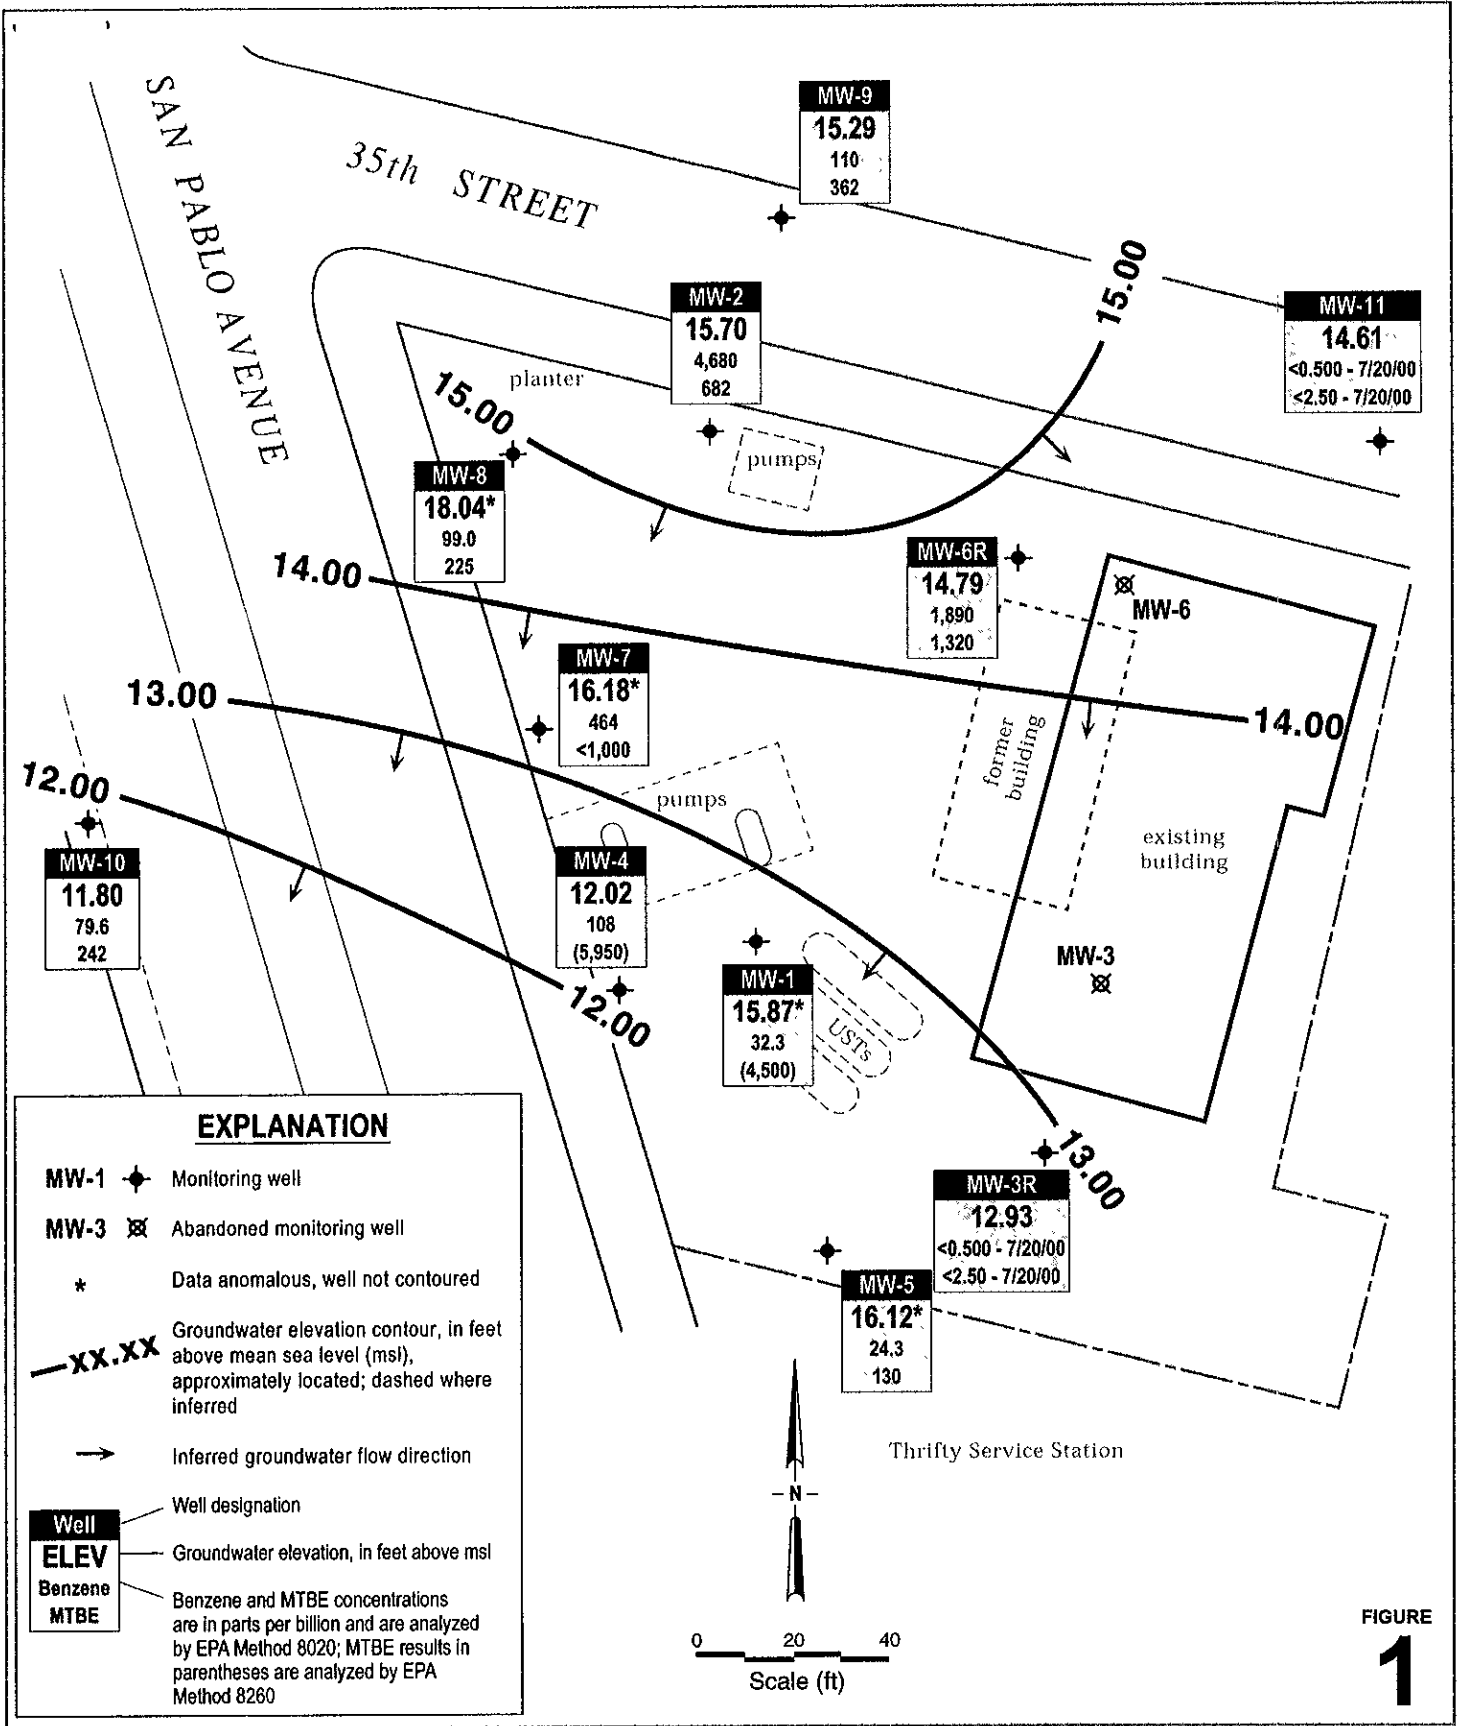 SAN PABLO AVENUE
35th STREET
MW-9
15.29
110
362
15.00
MW-2
15.70
4,680
682
MW-11
14.61
<0.500 - 7/20/00
<2.50 - 7/20/00
planter
15.00
pumps
MW-8
18.04*
99.0
225
14.00
MW-6R
14.79
1,890
1,320
MW-6
MW-7
16.18*
464
<1,000
13.00
14.00
former
building
12.00
pumps
existing
building
MW-10
11.80
79.6
242
MW-4
12.02
108
(5,950)
MW-3
12.00
MW-1
15.87*
32.3
(4,500)
USTs
13.00
MW-3R
12.93
<0.500 - 7/20/00
<2.50 - 7/20/00
MW-5
16.12*
24.3
130
EXPLANATION
MW-1 Monitoring well
MW-3 Abandoned monitoring well
* Data anomalous, well not contoured
XX.XX Groundwater elevation contour, in feet
above mean sea level (msl),
approximately located; dashed where
inferred
Inferred groundwater flow direction
Well designation
Well
ELEV Groundwater elevation, in feet above msl
Benzene
MTBE
Benzene and MTBE concentrations
are in parts per billion and are analyzed
by EPA Method 8020; MTBE results in
parentheses are analyzed by EPA
Method 8260
Thrifty Service Station
- N -
0 20 40
Scale (ft)
FIGURE
1